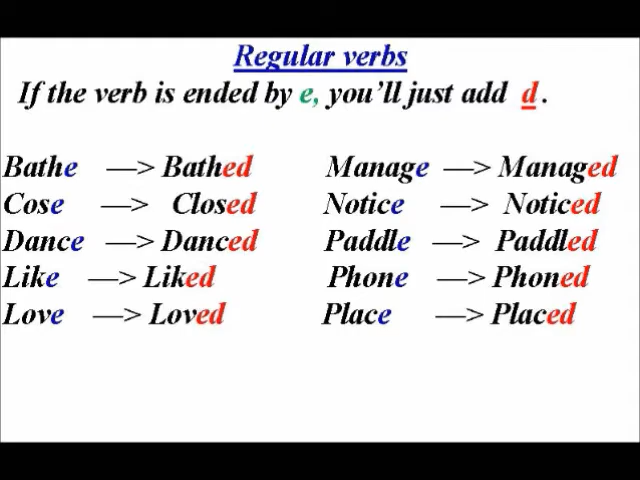 Regular verbs
If the verb is ended by e, you'll just add d .
Bathe —> Bathed Manage —> Managed
Cose —> Closed Notice —> Noticed
Dance —> Danced Paddle —> Paddled
Like —> Liked Phone —> Phoned
Love —> Loved Place —> Placed